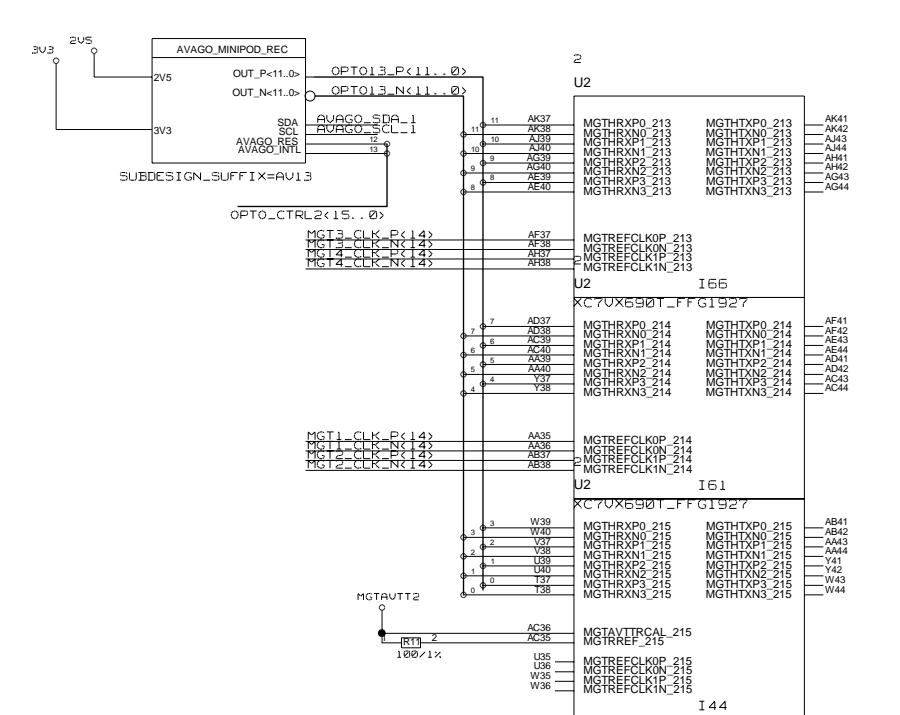 3V3
2V5
AVAGO_MINIPOD_REC
2V5
3V3
OUT_P<11..0>
OUT_N<11..0>
SDA
SCL
AVAGO_RES
AVAGO_INTL
OPTO13_P<11..0>
OPTO13_N<11..0>
AVAGO_SDA_1
AVAGO_SCL_1
12
13
SUBDESIGN_SUFFIX=AV13
OPTO_CTRL2<15..0>
2
U2
11 AK37 MGTHRXP0_213 MGTHTXP0_213 AK41
11 AK38 MGTHRXN0_213 MGTHTXN0_213 AK42
10 AJ39 MGTHRXP1_213 MGTHTXP1_213 AJ43
10 AJ40 MGTHRXN1_213 MGTHTXN1_213 AJ44
9 AG39 MGTHRXP2_213 MGTHTXP2_213 AH41
9 AG40 MGTHRXN2_213 MGTHTXN2_213 AH42
8 AE39 MGTHRXP3_213 MGTHTXP3_213 AG43
8 AE40 MGTHRXN3_213 MGTHTXN3_213 AG44
MGT3_CLK_P<14> AF37 MGTREFCLK0P_213
MGT3_CLK_N<14> AF38 MGTREFCLK0N_213
MGT4_CLK_P<14> AH37 MGTREFCLK1P_213
MGT4_CLK_N<14> AH38 MGTREFCLK1N_213
2
U2 I66
XC7VX690T_FFG1927
7 AD37 MGTHRXP0_214 MGTHTXP0_214 AF41
7 AD38 MGTHRXN0_214 MGTHTXN0_214 AF42
6 AC39 MGTHRXP1_214 MGTHTXP1_214 AE43
6 AC40 MGTHRXN1_214 MGTHTXN1_214 AE44
5 AA39 MGTHRXP2_214 MGTHTXP2_214 AD41
5 AA40 MGTHRXN2_214 MGTHTXN2_214 AD42
4 Y37 MGTHRXP3_214 MGTHTXP3_214 AC43
4 Y38 MGTHRXN3_214 MGTHTXN3_214 AC44
MGT1_CLK_P<14> AA35 MGTREFCLK0P_214
MGT1_CLK_N<14> AA36 MGTREFCLK0N_214
MGT2_CLK_P<14> AB37 MGTREFCLK1P_214
MGT2_CLK_N<14> AB38 MGTREFCLK1N_214
2
U2 I61
XC7VX690T_FFG1927
3 W39 MGTHRXP0_215 MGTHTXP0_215 AB41
3 W40 MGTHRXN0_215 MGTHTXN0_215 AB42
2 V37 MGTHRXP1_215 MGTHTXP1_215 AA43
2 V38 MGTHRXN1_215 MGTHTXN1_215 AA44
1 U39 MGTHRXP2_215 MGTHTXP2_215 Y41
1 U40 MGTHRXN2_215 MGTHTXN2_215 Y42
0 T37 MGTHRXP3_215 MGTHTXP3_215 W43
0 T38 MGTHRXN3_215 MGTHTXN3_215 W44
MGTAVTT2
AC36 MGTAVTTRCAL_215
R11 2 AC35 MGTRREF_215
100/1%
U35 MGTREFCLK0P_215
U36 MGTREFCLK0N_215
W35 MGTREFCLK1P_215
W36 MGTREFCLK1N_215
I44